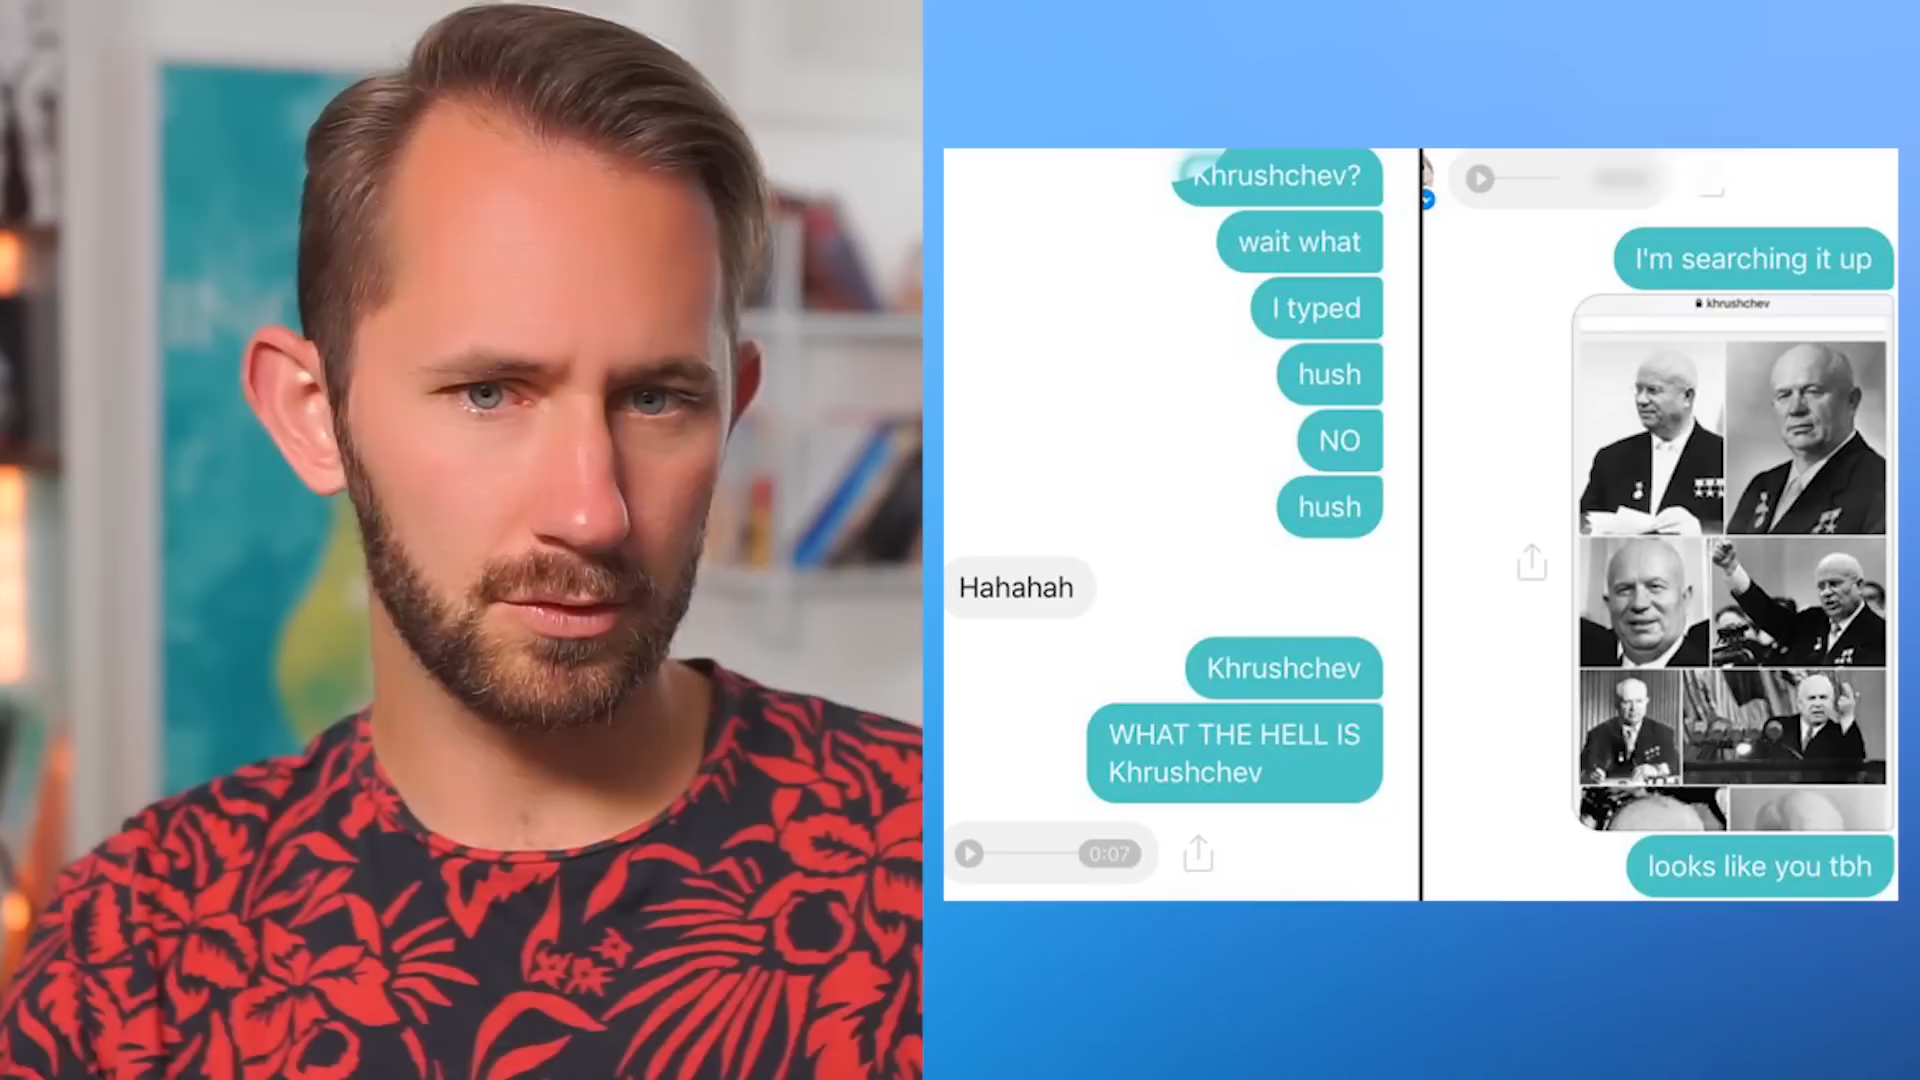 Khrushchev?
wait what
I typed
hush
NO
hush
Hahahah
Khrushchev
WHAT THE HELL IS
Khrushchev
0:07
I'm searching it up
khrushchev
looks like you tbh